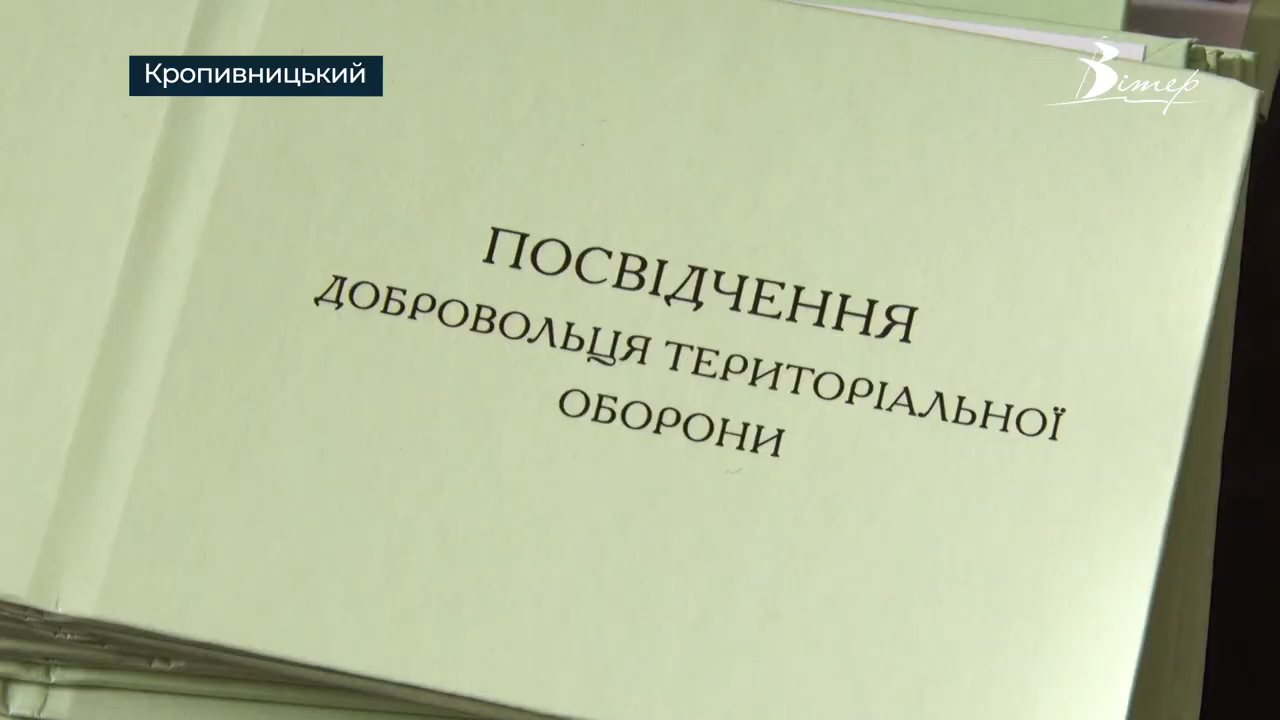 Кропивницький
Вітер
ПОСВІДЧЕННЯ
ДОБРОВОЛЬЦЯ ТЕРИТОРІАЛЬНОЇ
ОБОРОНИ